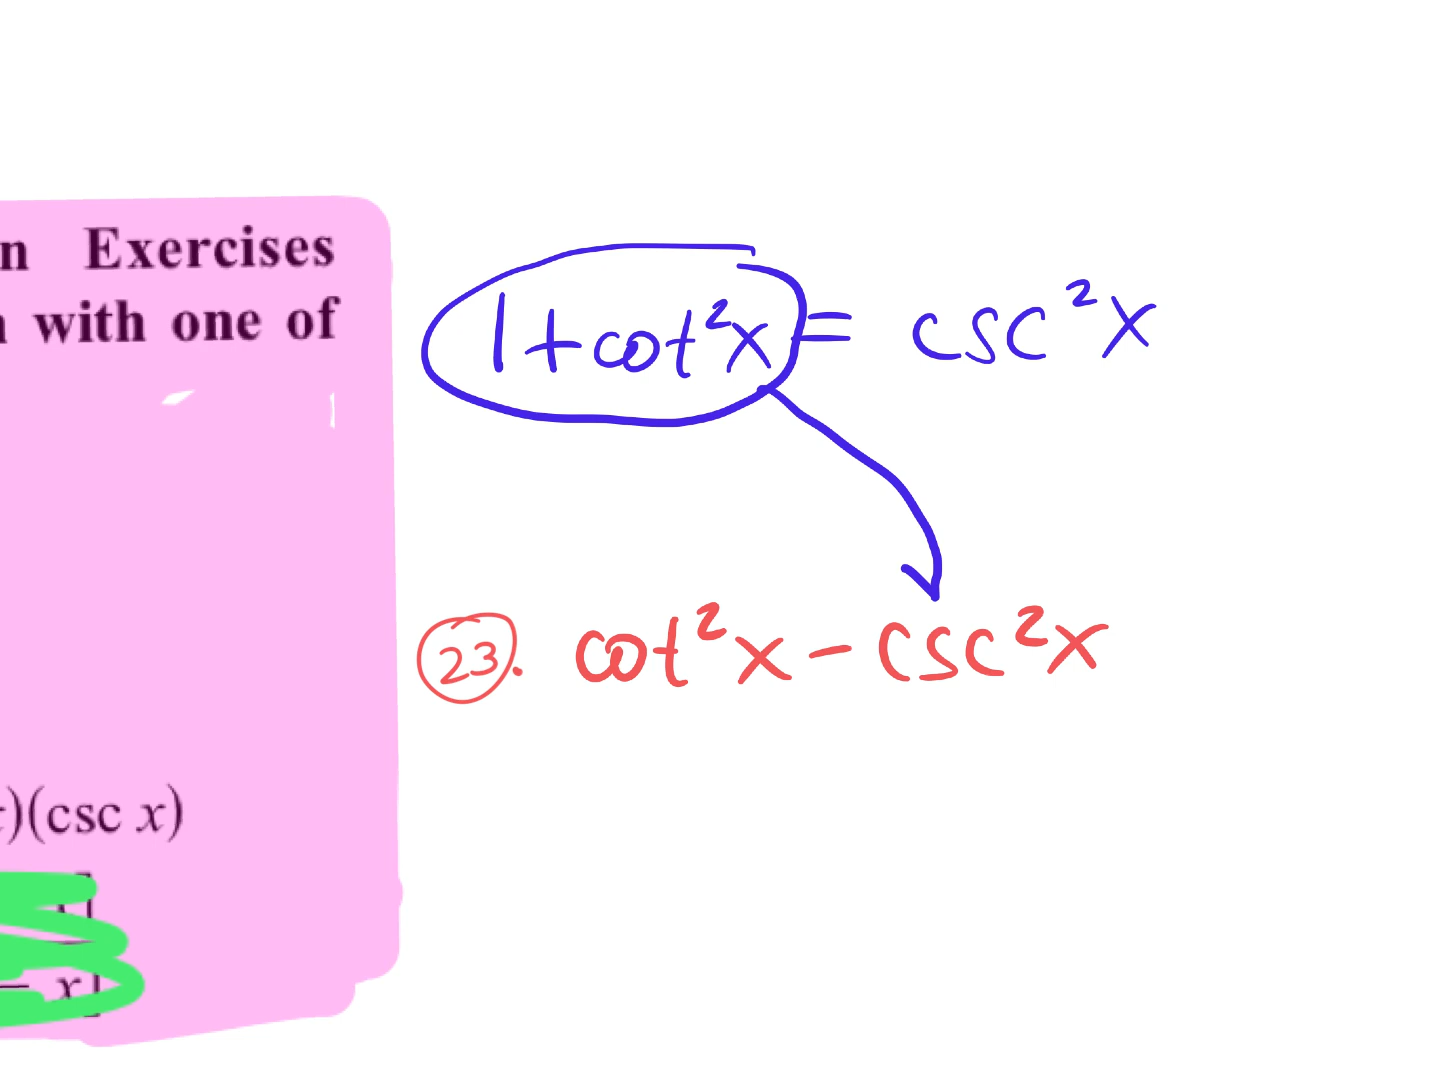 n Exercises
with one of
1+cot²x = csc²x
23. cot²x - csc²x
)(csc x)
- x]